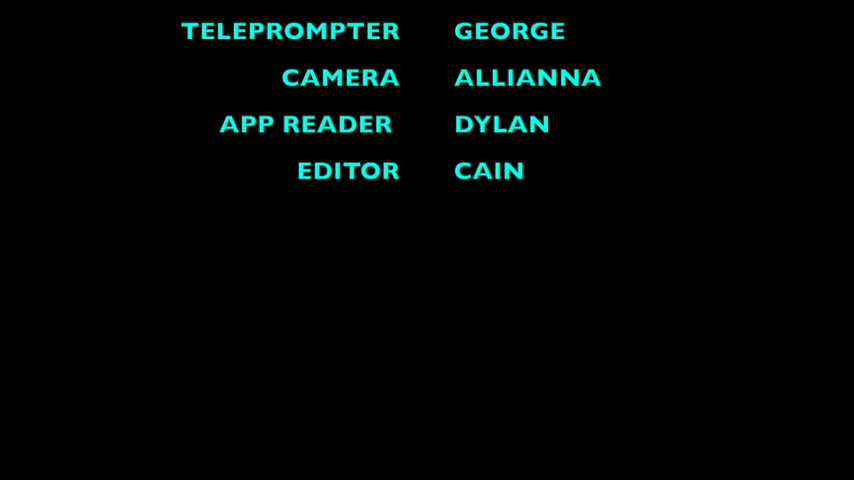 TELEPROMPTER GEORGE
CAMERA ALLIANNA
APP READER DYLAN
EDITOR CAIN